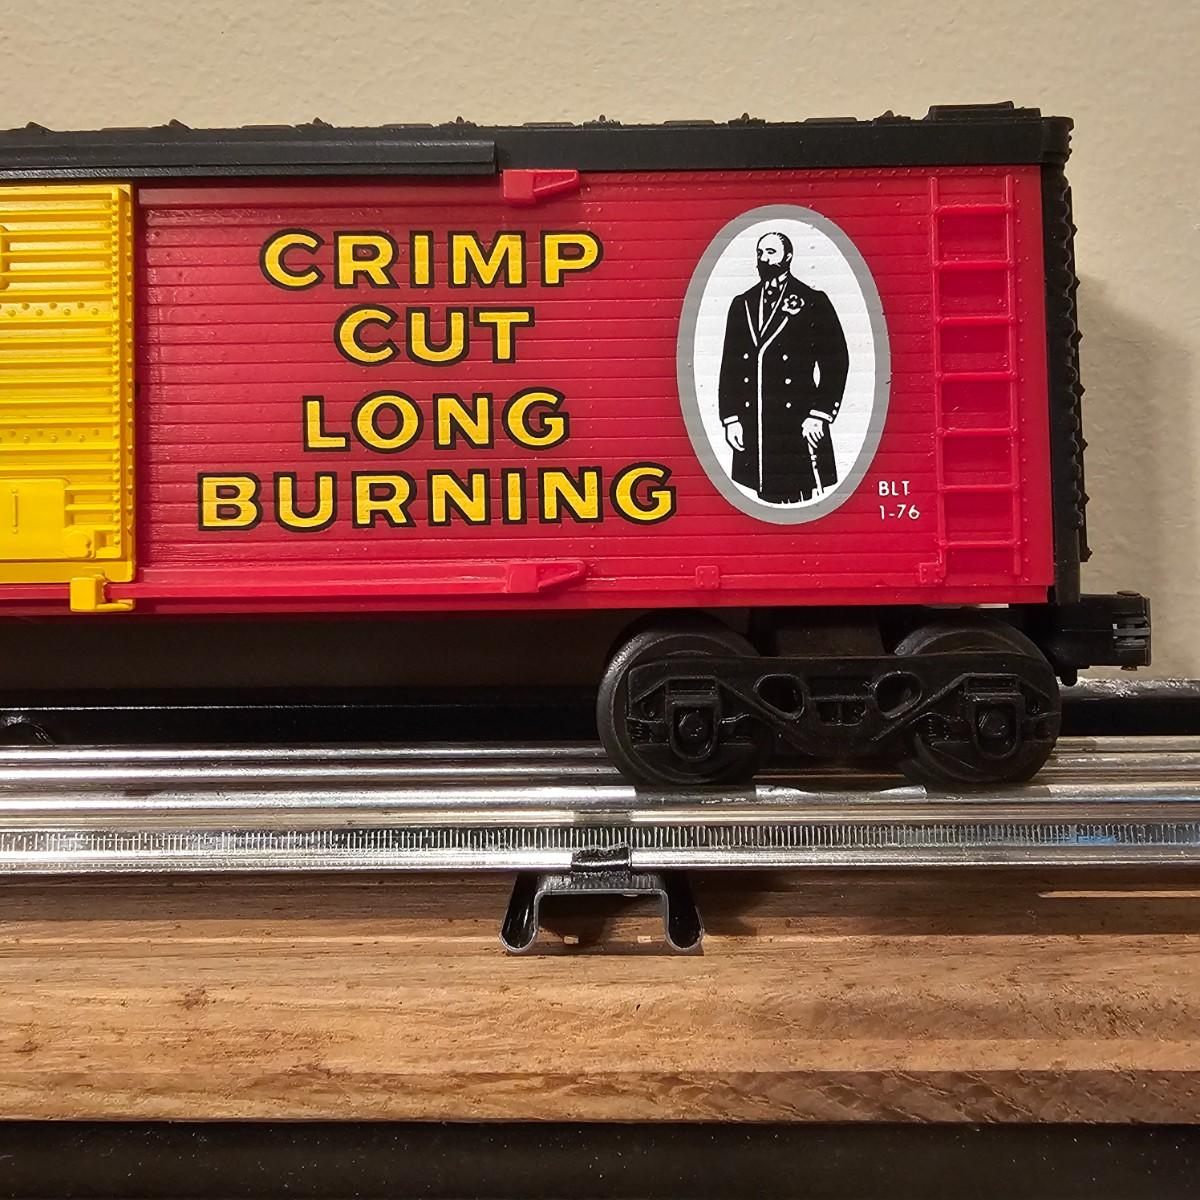 CRIMP
CUT
LONG
BURNING
BLT
1-76